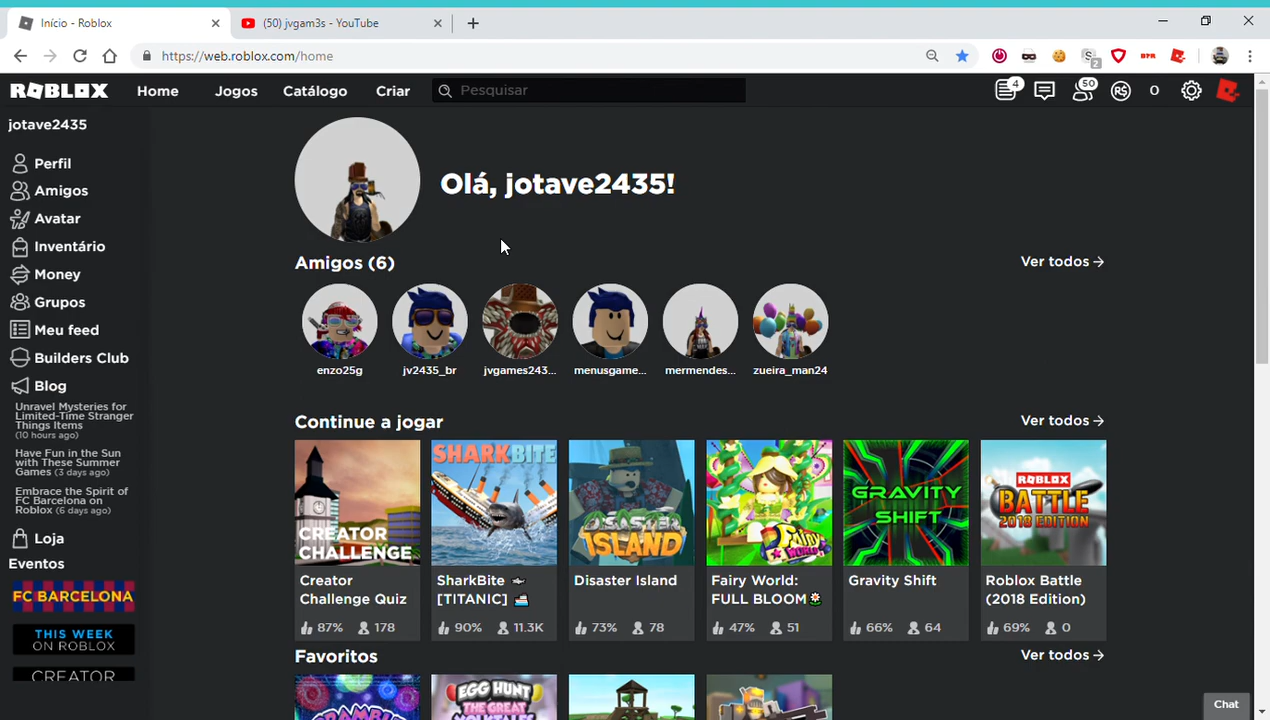 Início - Roblox
(50) jvgam3s - YouTube
https://web.roblox.com/home
2
ROBLOX
Home
Jogos
Catálogo
Criar
Pesquisar
4
50
R$
0
jotave2435
Perfil
Amigos
Avatar
Inventário
Money
Grupos
Meu feed
Builders Club
Blog
Unravel Mysteries for
Limited-Time Stranger
Things Items
(10 hours ago)
Have Fun in the Sun
with These Summer
Games (3 days ago)
Embrace the Spirit of
FC Barcelona on
Roblox (6 days ago)
Loja
Eventos
FC BARCELONA
THIS WEEK
ON ROBLOX
CREATOR
Olá, jotave2435!
Amigos (6)
Ver todos
enzo25g
jv2435_br
jvgames243...
menusgame...
mermendes...
zueira_man24
Continue a jogar
Ver todos
CREATOR
CHALLENGE
Creator
Challenge Quiz
87% 178
SHARKBITE
SharkBite
[TITANIC]
90% 11.3K
DISASTER
ISLAND
Disaster Island
73% 78
Fairy
WORLD
Fairy World:
FULL BLOOM
47% 51
GRAVITY
SHIFT
Gravity Shift
66% 64
ROBLOX
BATTLE
2018 EDITION
Roblox Battle
(2018 Edition)
69% 0
Favoritos
Ver todos
EGG HUNT
THE GREAT
Chat